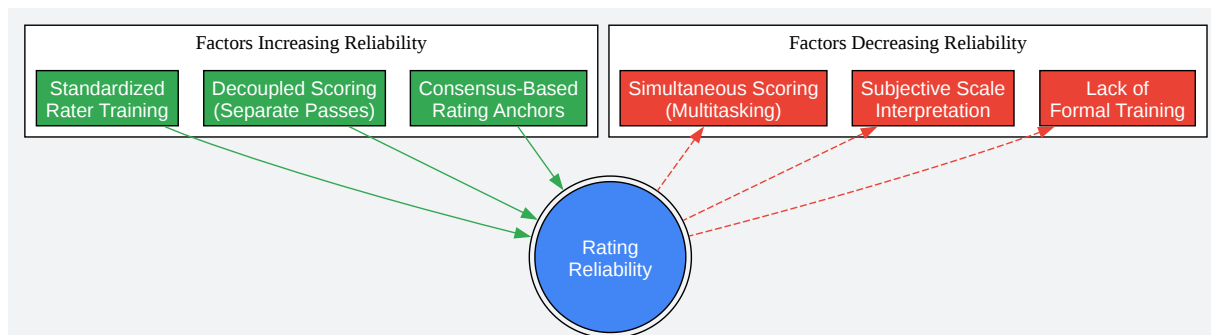 Factors Increasing Reliability
Standardized
Rater Training
Decoupled Scoring
(Separate Passes)
Consensus-Based
Rating Anchors
Factors Decreasing Reliability
Simultaneous Scoring
(Multitasking)
Subjective Scale
Interpretation
Lack of
Formal Training
Rating
Reliability